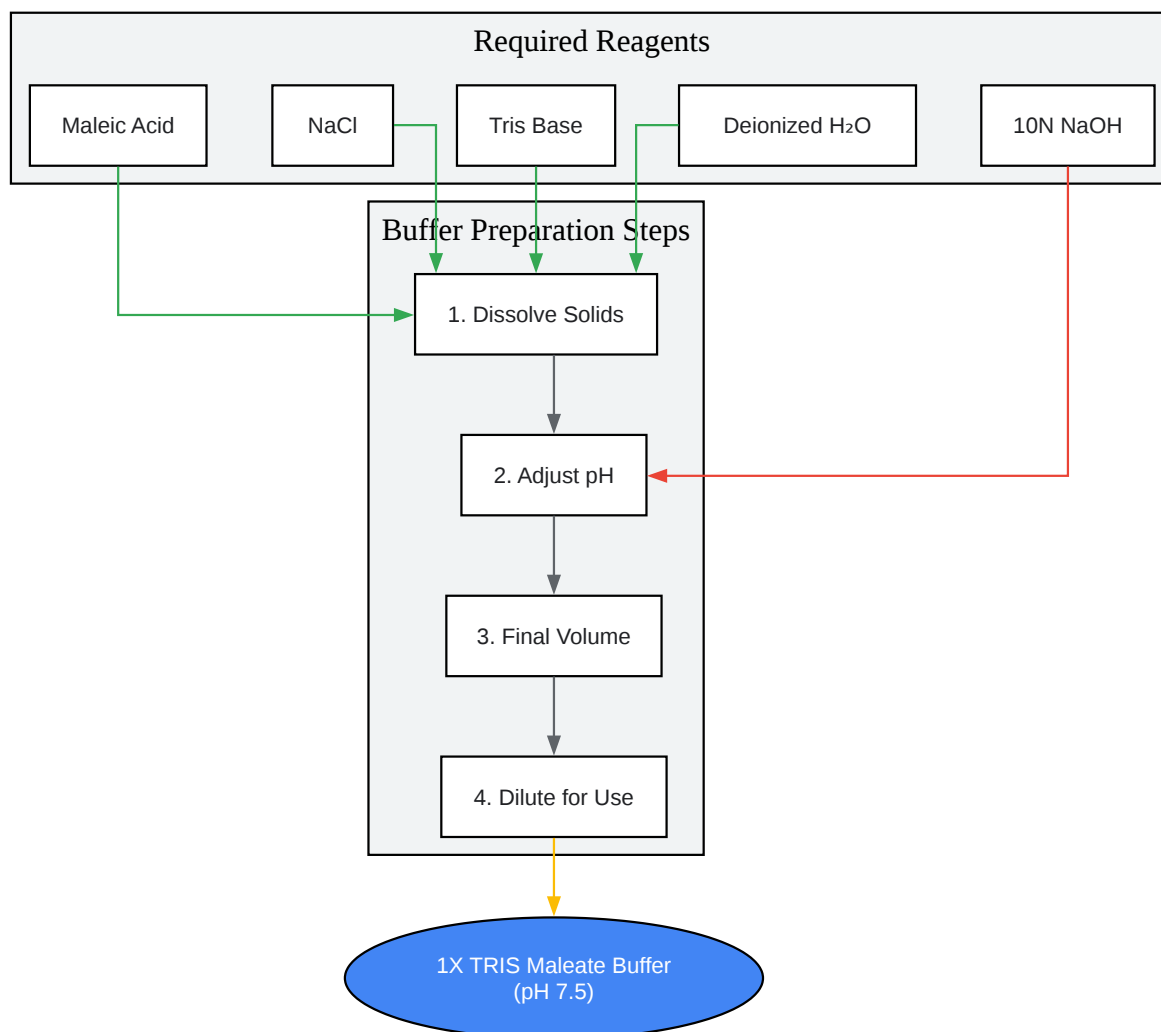 Required Reagents
Maleic Acid
NaCl
Tris Base
Deionized H₂O
10N NaOH
Buffer Preparation Steps
1. Dissolve Solids
2. Adjust pH
3. Final Volume
4. Dilute for Use
1X TRIS Maleate Buffer
(pH 7.5)